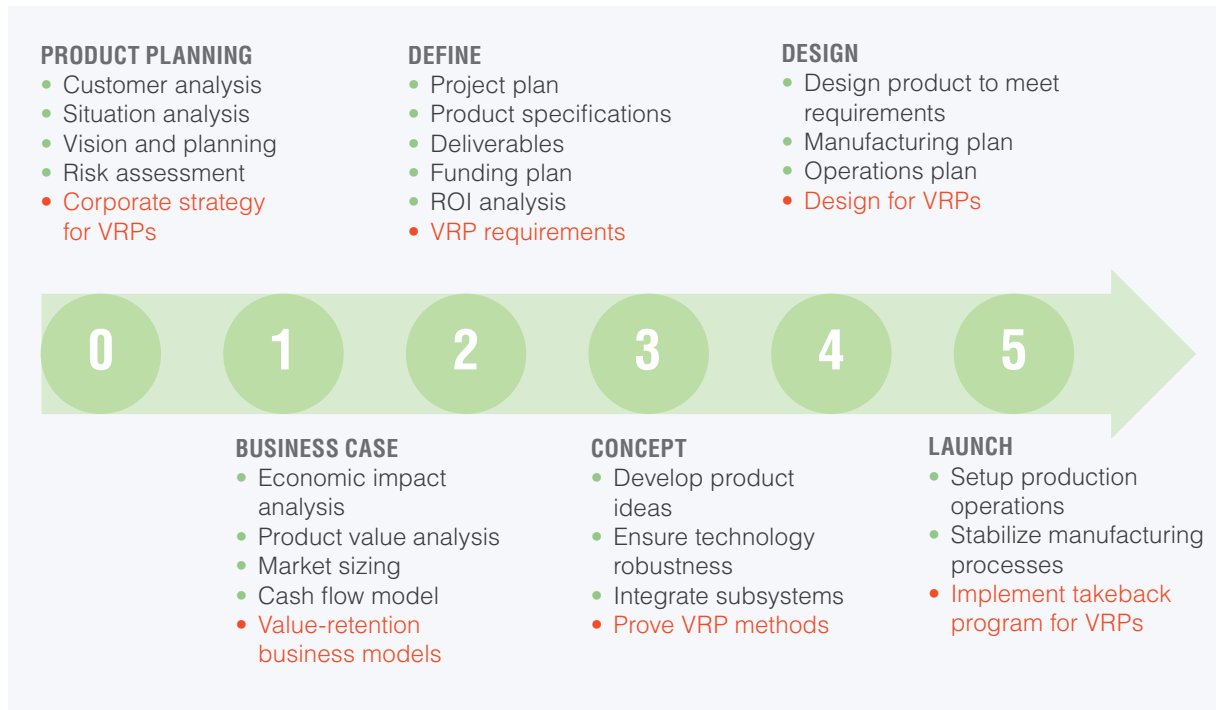 PRODUCT PLANNING
• Customer analysis
• Situation analysis
• Vision and planning
• Risk assessment
• Corporate strategy
for VRPs
DEFINE
• Project plan
• Product specifications
• Deliverables
• Funding plan
• ROI analysis
• VRP requirements
DESIGN
• Design product to meet
requirements
• Manufacturing plan
• Operations plan
• Design for VRPs
0
1
2
3
4
5
BUSINESS CASE
• Economic impact
analysis
• Product value analysis
• Market sizing
• Cash flow model
• Value-retention
business models
CONCEPT
• Develop product
ideas
• Ensure technology
robustness
• Integrate subsystems
• Prove VRP methods
LAUNCH
• Setup production
operations
• Stabilize manufacturing
processes
• Implement takeback
program for VRPs